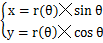 x = r(θ)×sin θ
y = r(θ)×cos θ